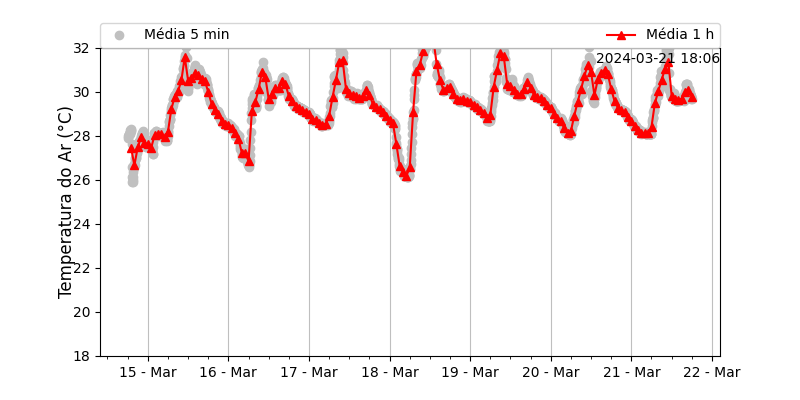 Média 5 min
Média 1 h
2024-03-21 18:06
Temperatura do Ar (°C)
32
30
28
26
24
22
20
18
15 - Mar
16 - Mar
17 - Mar
18 - Mar
19 - Mar
20 - Mar
21 - Mar
22 - Mar